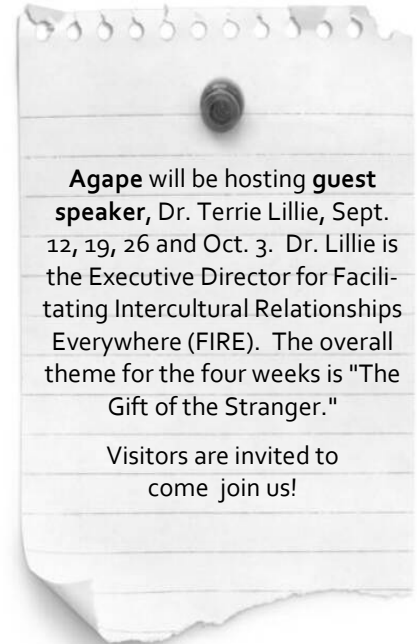 Agape will be hosting guest
speaker, Dr. Terrie Lillie, Sept.
12, 19, 26 and Oct. 3.  Dr. Lillie is
the Executive Director for Facili-
tating Intercultural Relationships
Everywhere (FIRE).  The overall
theme for the four weeks is "The
Gift of the Stranger."
Visitors are invited to
come  join us!